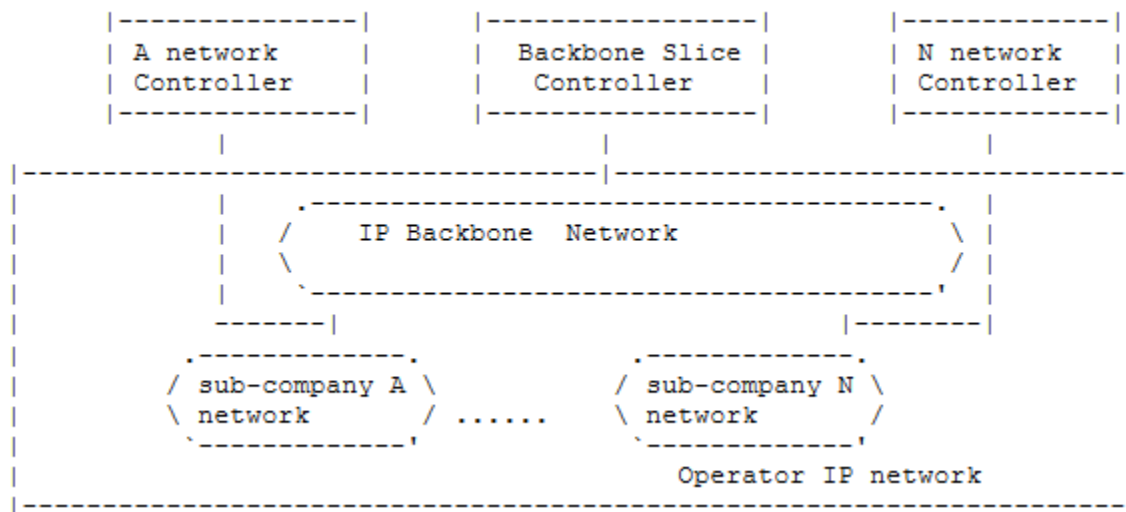 A network Backbone Slice N network
Controller Controller Controller
IP Backbone Network
sub-company A sub-company N
network ...... network
Operator IP network